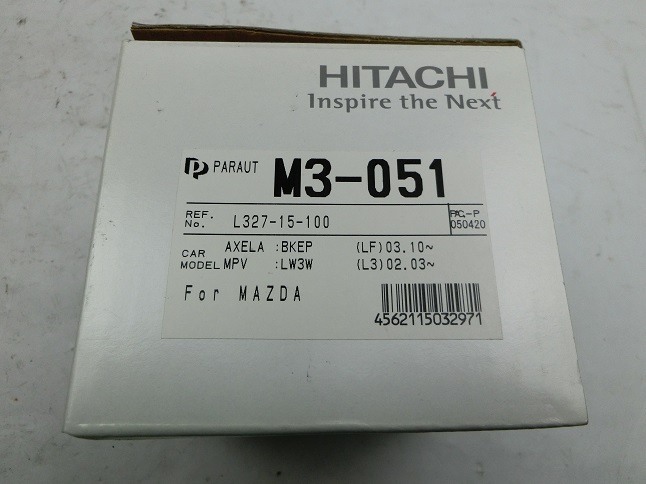 HITACHI
Inspire the Next
PARAUT M3-051
REF. No. L327-15-100 PC.-P 050420
CAR MODEL AXELA :BKEP (LF)03.10~
MPV :LW3W (L3)02.03~
For MAZDA
4562115032971